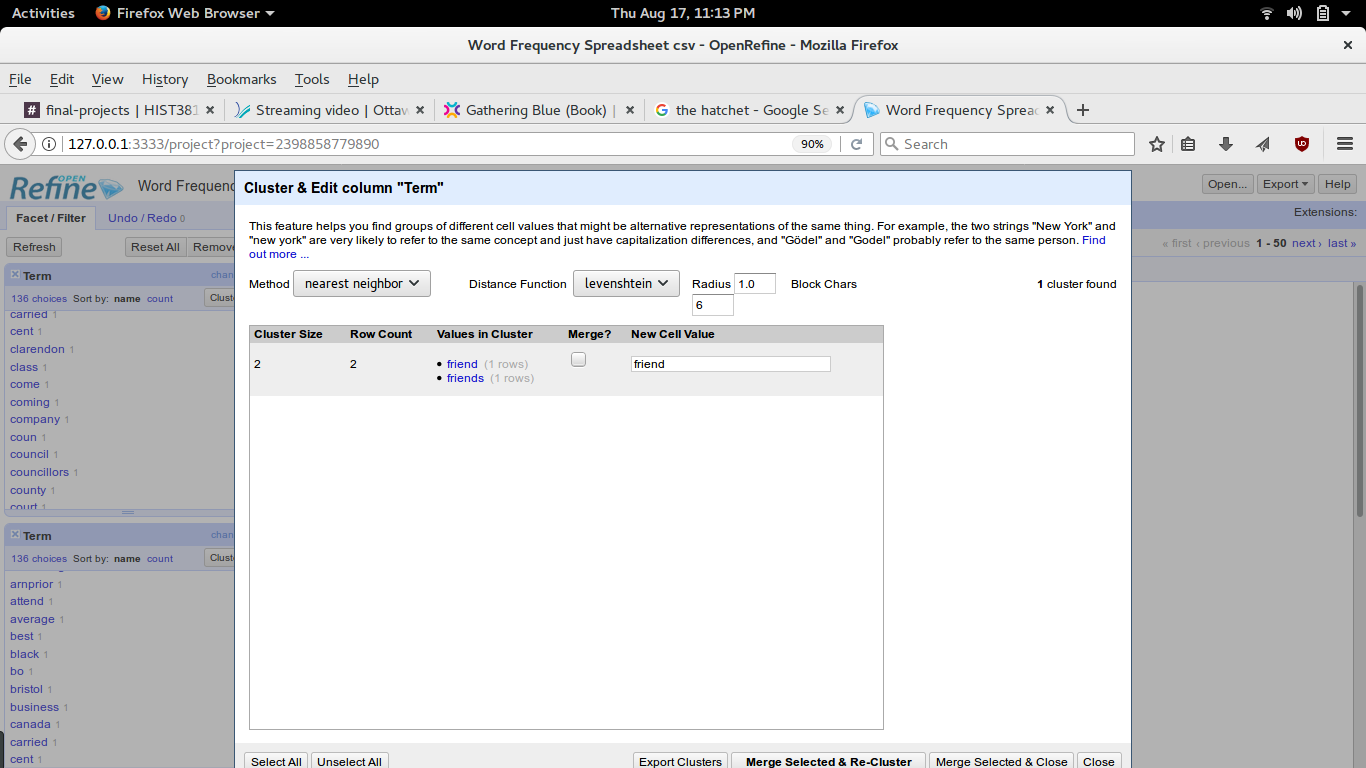 Activities Firefox Web Browser Thu Aug 17, 11:13 PM
Word Frequency Spreadsheet csv - OpenRefine - Mozilla Firefox
File Edit View History Bookmarks Tools Help
final-projects | HIST381 Streaming video | Ottaw Gathering Blue (Book) | the hatchet - Google Se Word Frequency Spread
127.0.0.1:3333/project?project=2398858779890 90% Search
OPEN Refine Word Frequenc Open... Export Help
Facet / Filter Undo / Redo 0 Extensions:
Refresh Reset All Remov « first ‹ previous 1 - 50 next › last »
Term chan
136 choices Sort by: name count Clust
carried 1
cent 1
clarendon 1
class 1
come 1
coming 1
company 1
coun 1
council 1
councillors 1
county 1
court 1
Term chan
136 choices Sort by: name count Clust
arnprior 1
attend 1
average 1
best 1
black 1
bo 1
bristol 1
business 1
canada 1
carried 1
cent 1
Cluster & Edit column "Term"
This feature helps you find groups of different cell values that might be alternative representations of the same thing. For example, the two strings "New York" and
"new york" are very likely to refer to the same concept and just have capitalization differences, and "Gödel" and "Godel" probably refer to the same person. Find
out more ...
Method nearest neighbor Distance Function levenshtein Radius 1.0 Block Chars 1 cluster found
6
Cluster Size Row Count Values in Cluster Merge? New Cell Value
2 2 • friend (1 rows) friend
• friends (1 rows)
Select All Unselect All Export Clusters Merge Selected & Re-Cluster Merge Selected & Close Close